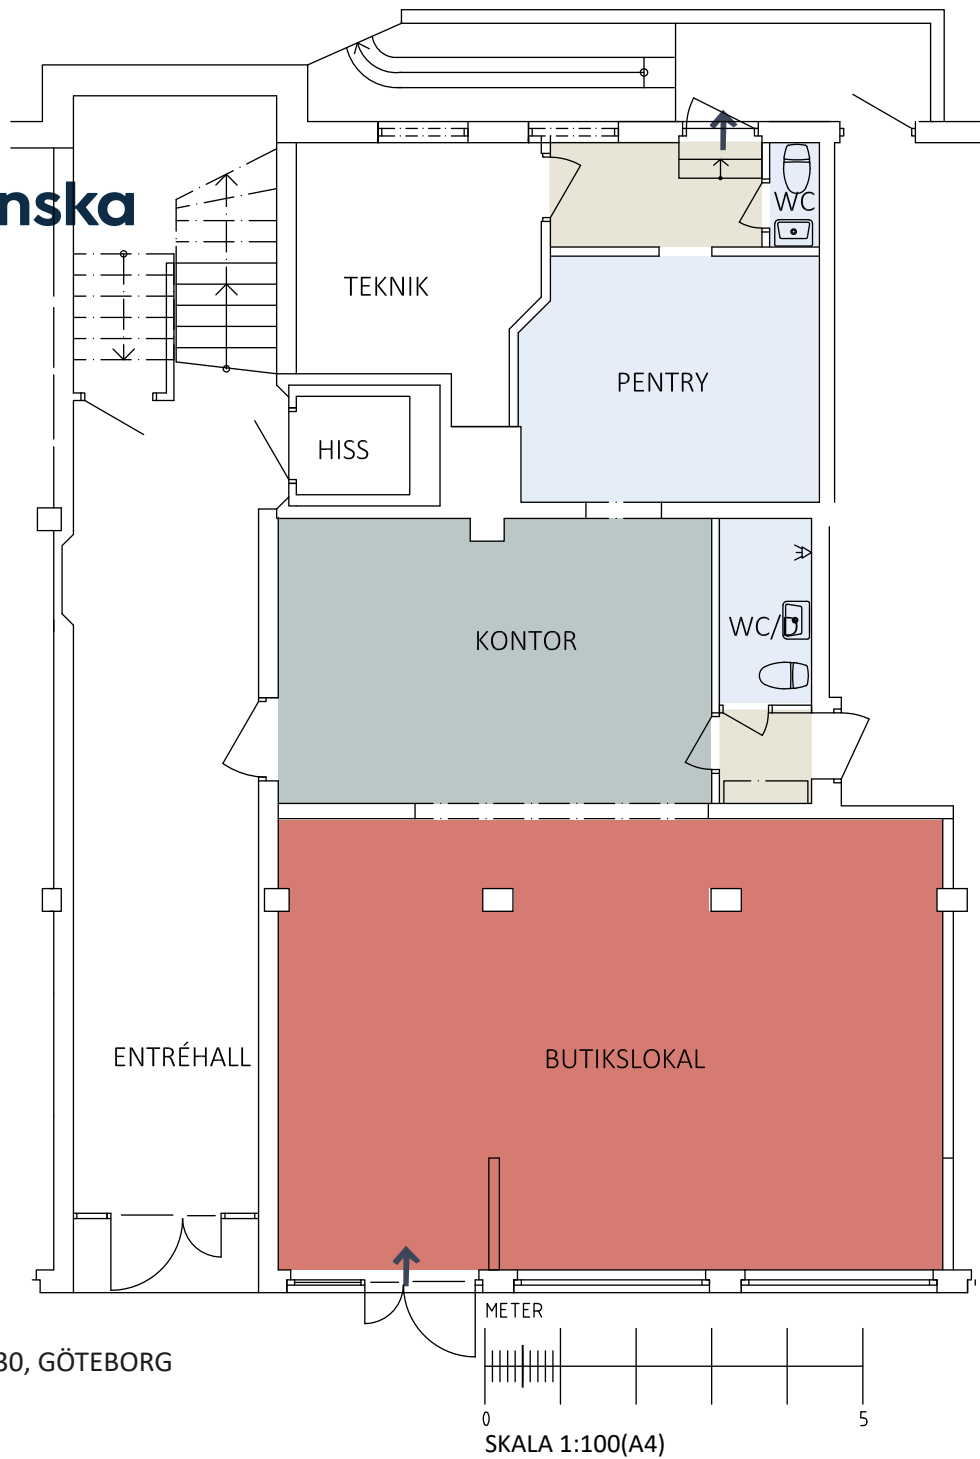 nska
WC
TEKNIK
PENTRY
HISS
KONTOR
WC/D
ENTRÉHALL
BUTIKSLOKAL
METER
30, GÖTEBORG
0 5
SKALA 1:100(A4)